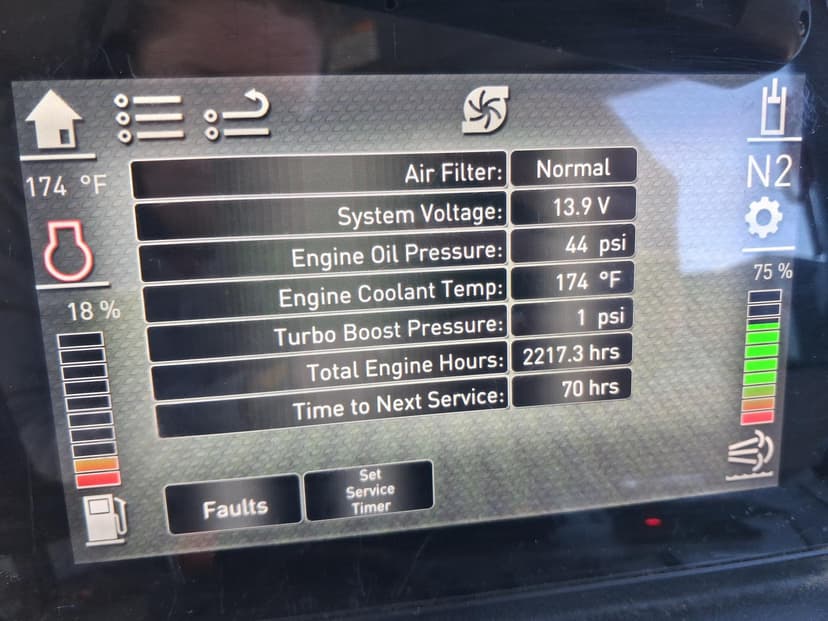 174 °F
18 %
Air Filter: Normal
System Voltage: 13.9 V
Engine Oil Pressure: 44 psi
Engine Coolant Temp: 174 °F
Turbo Boost Pressure: 1 psi
Total Engine Hours: 2217.3 hrs
Time to Next Service: 70 hrs
Faults
Set
Service
Timer
N2
75 %